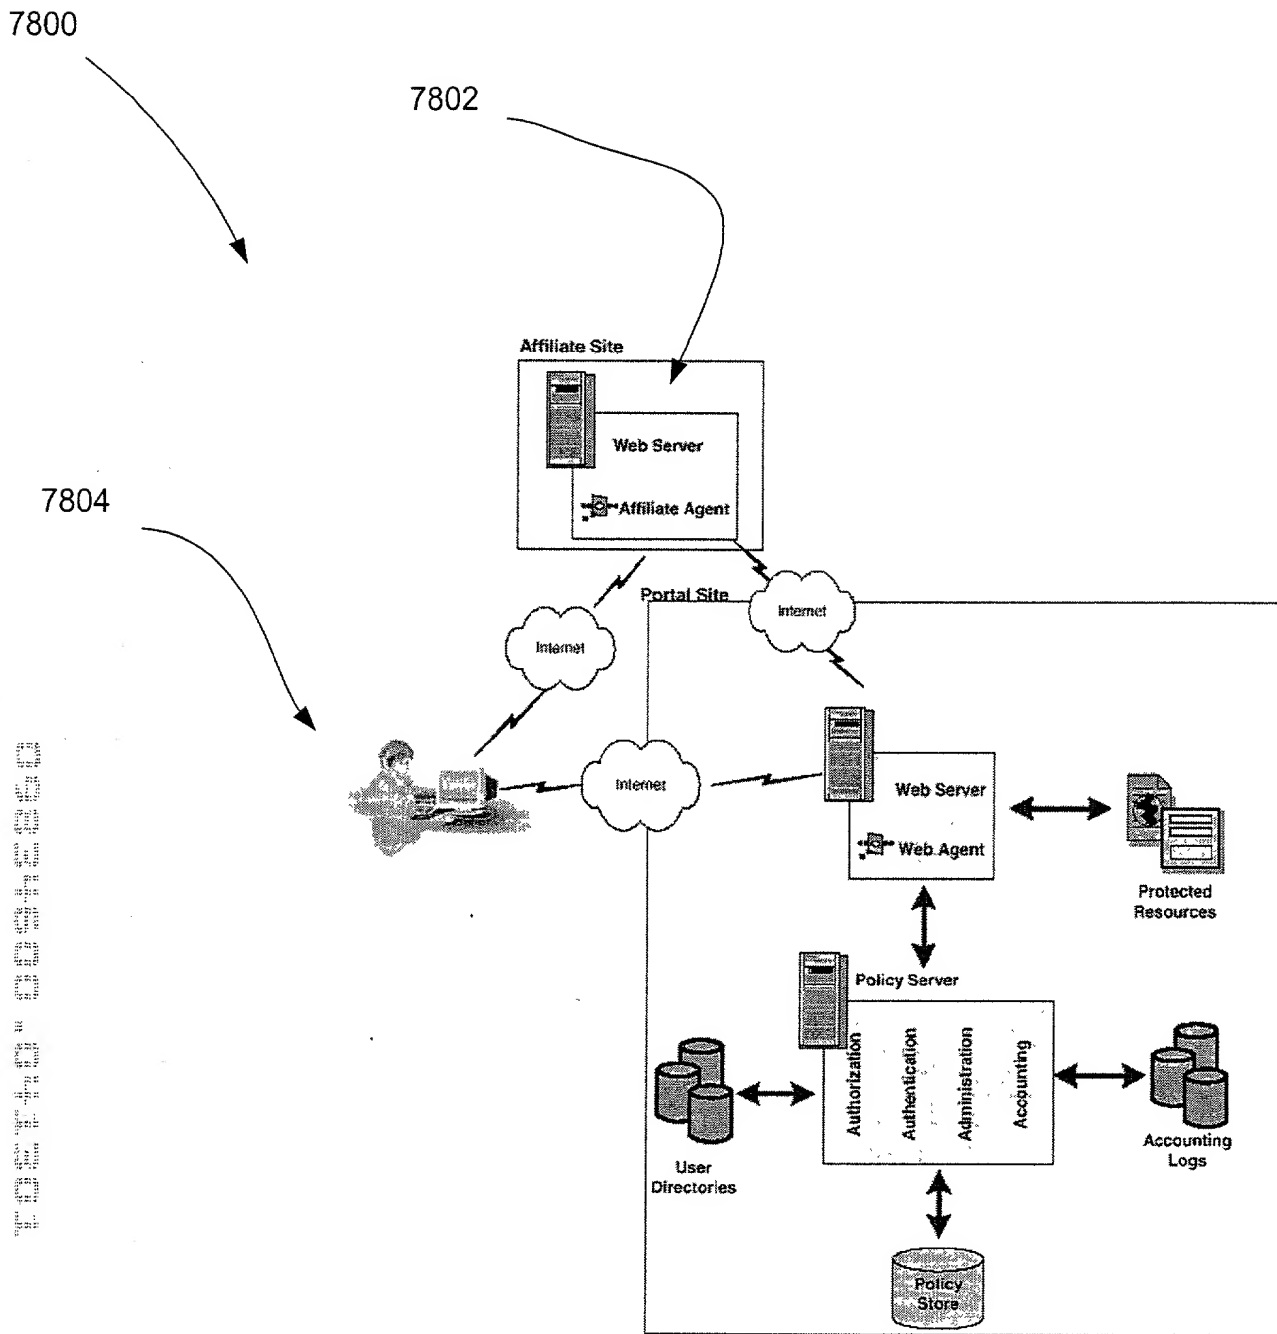 7800
7802
Affiliate Site
Web Server
Affiliate Agent
7804
Portal Site
Internet
Internet
Internet
Web Server
Web Agent
Protected
Resources
Policy Server
Authorization
Authentication
Administration
Accounting
User
Directories
Accounting
Logs
Policy
Store